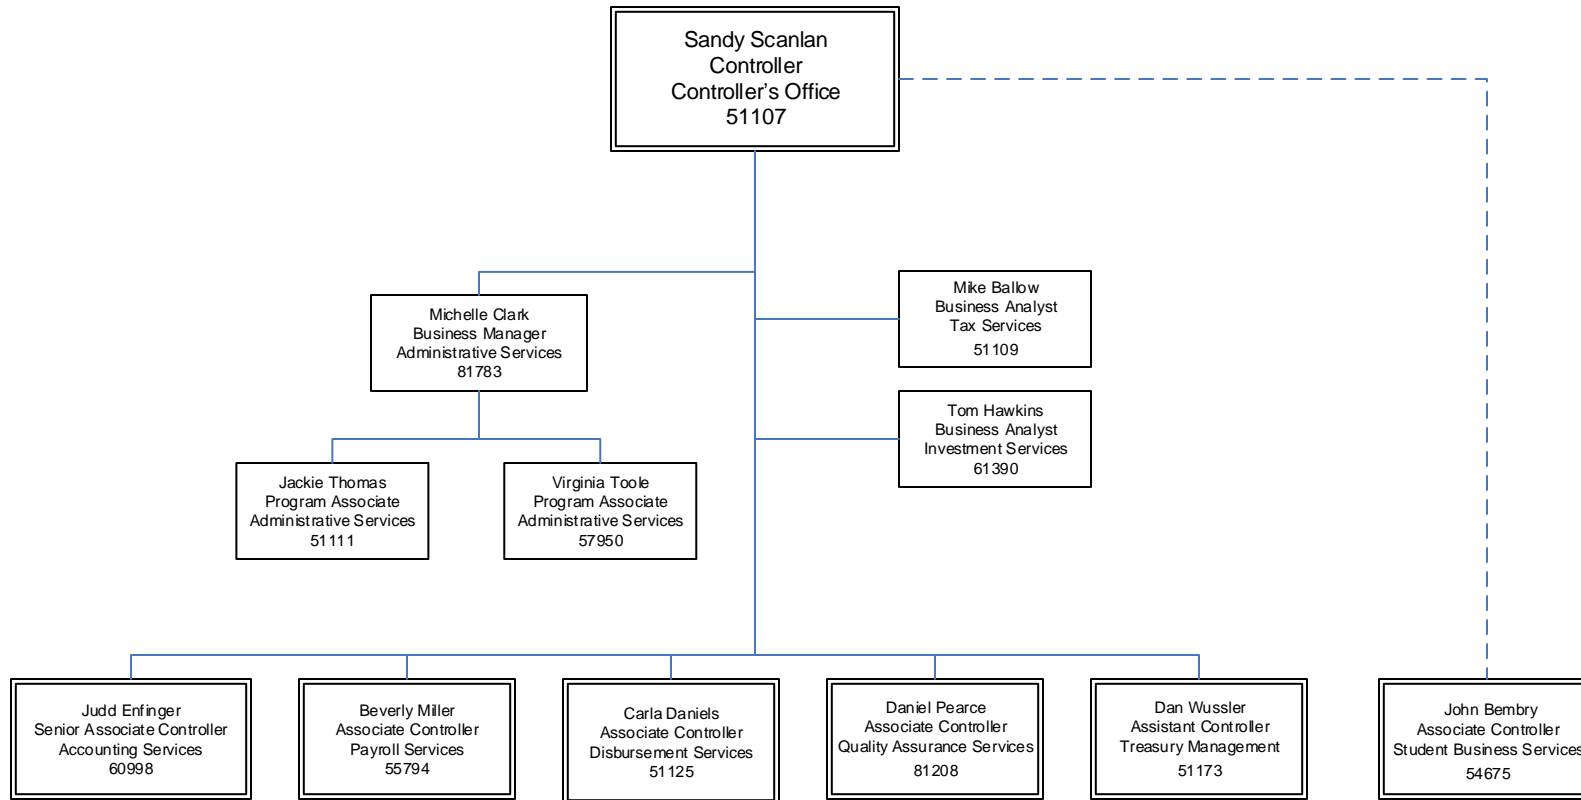 Sandy Scanlan
Controller
Controller's Office
51107
Michelle Clark
Business Manager
Administrative Services
81783
Mike Ballow
Business Analyst
Tax Services
51109
Tom Hawkins
Business Analyst
Investment Services
61390
Jackie Thomas
Program Associate
Administrative Services
51111
Virginia Toole
Program Associate
Administrative Services
57950
Judd Enfinger
Senior Associate Controller
Accounting Services
60998
Beverly Miller
Associate Controller
Payroll Services
55794
Carla Daniels
Associate Controller
Disbursement Services
51125
Daniel Pearce
Associate Controller
Quality Assurance Services
81208
Dan Wussler
Assistant Controller
Treasury Management
51173
John Bembry
Associate Controller
Student Business Services
54675